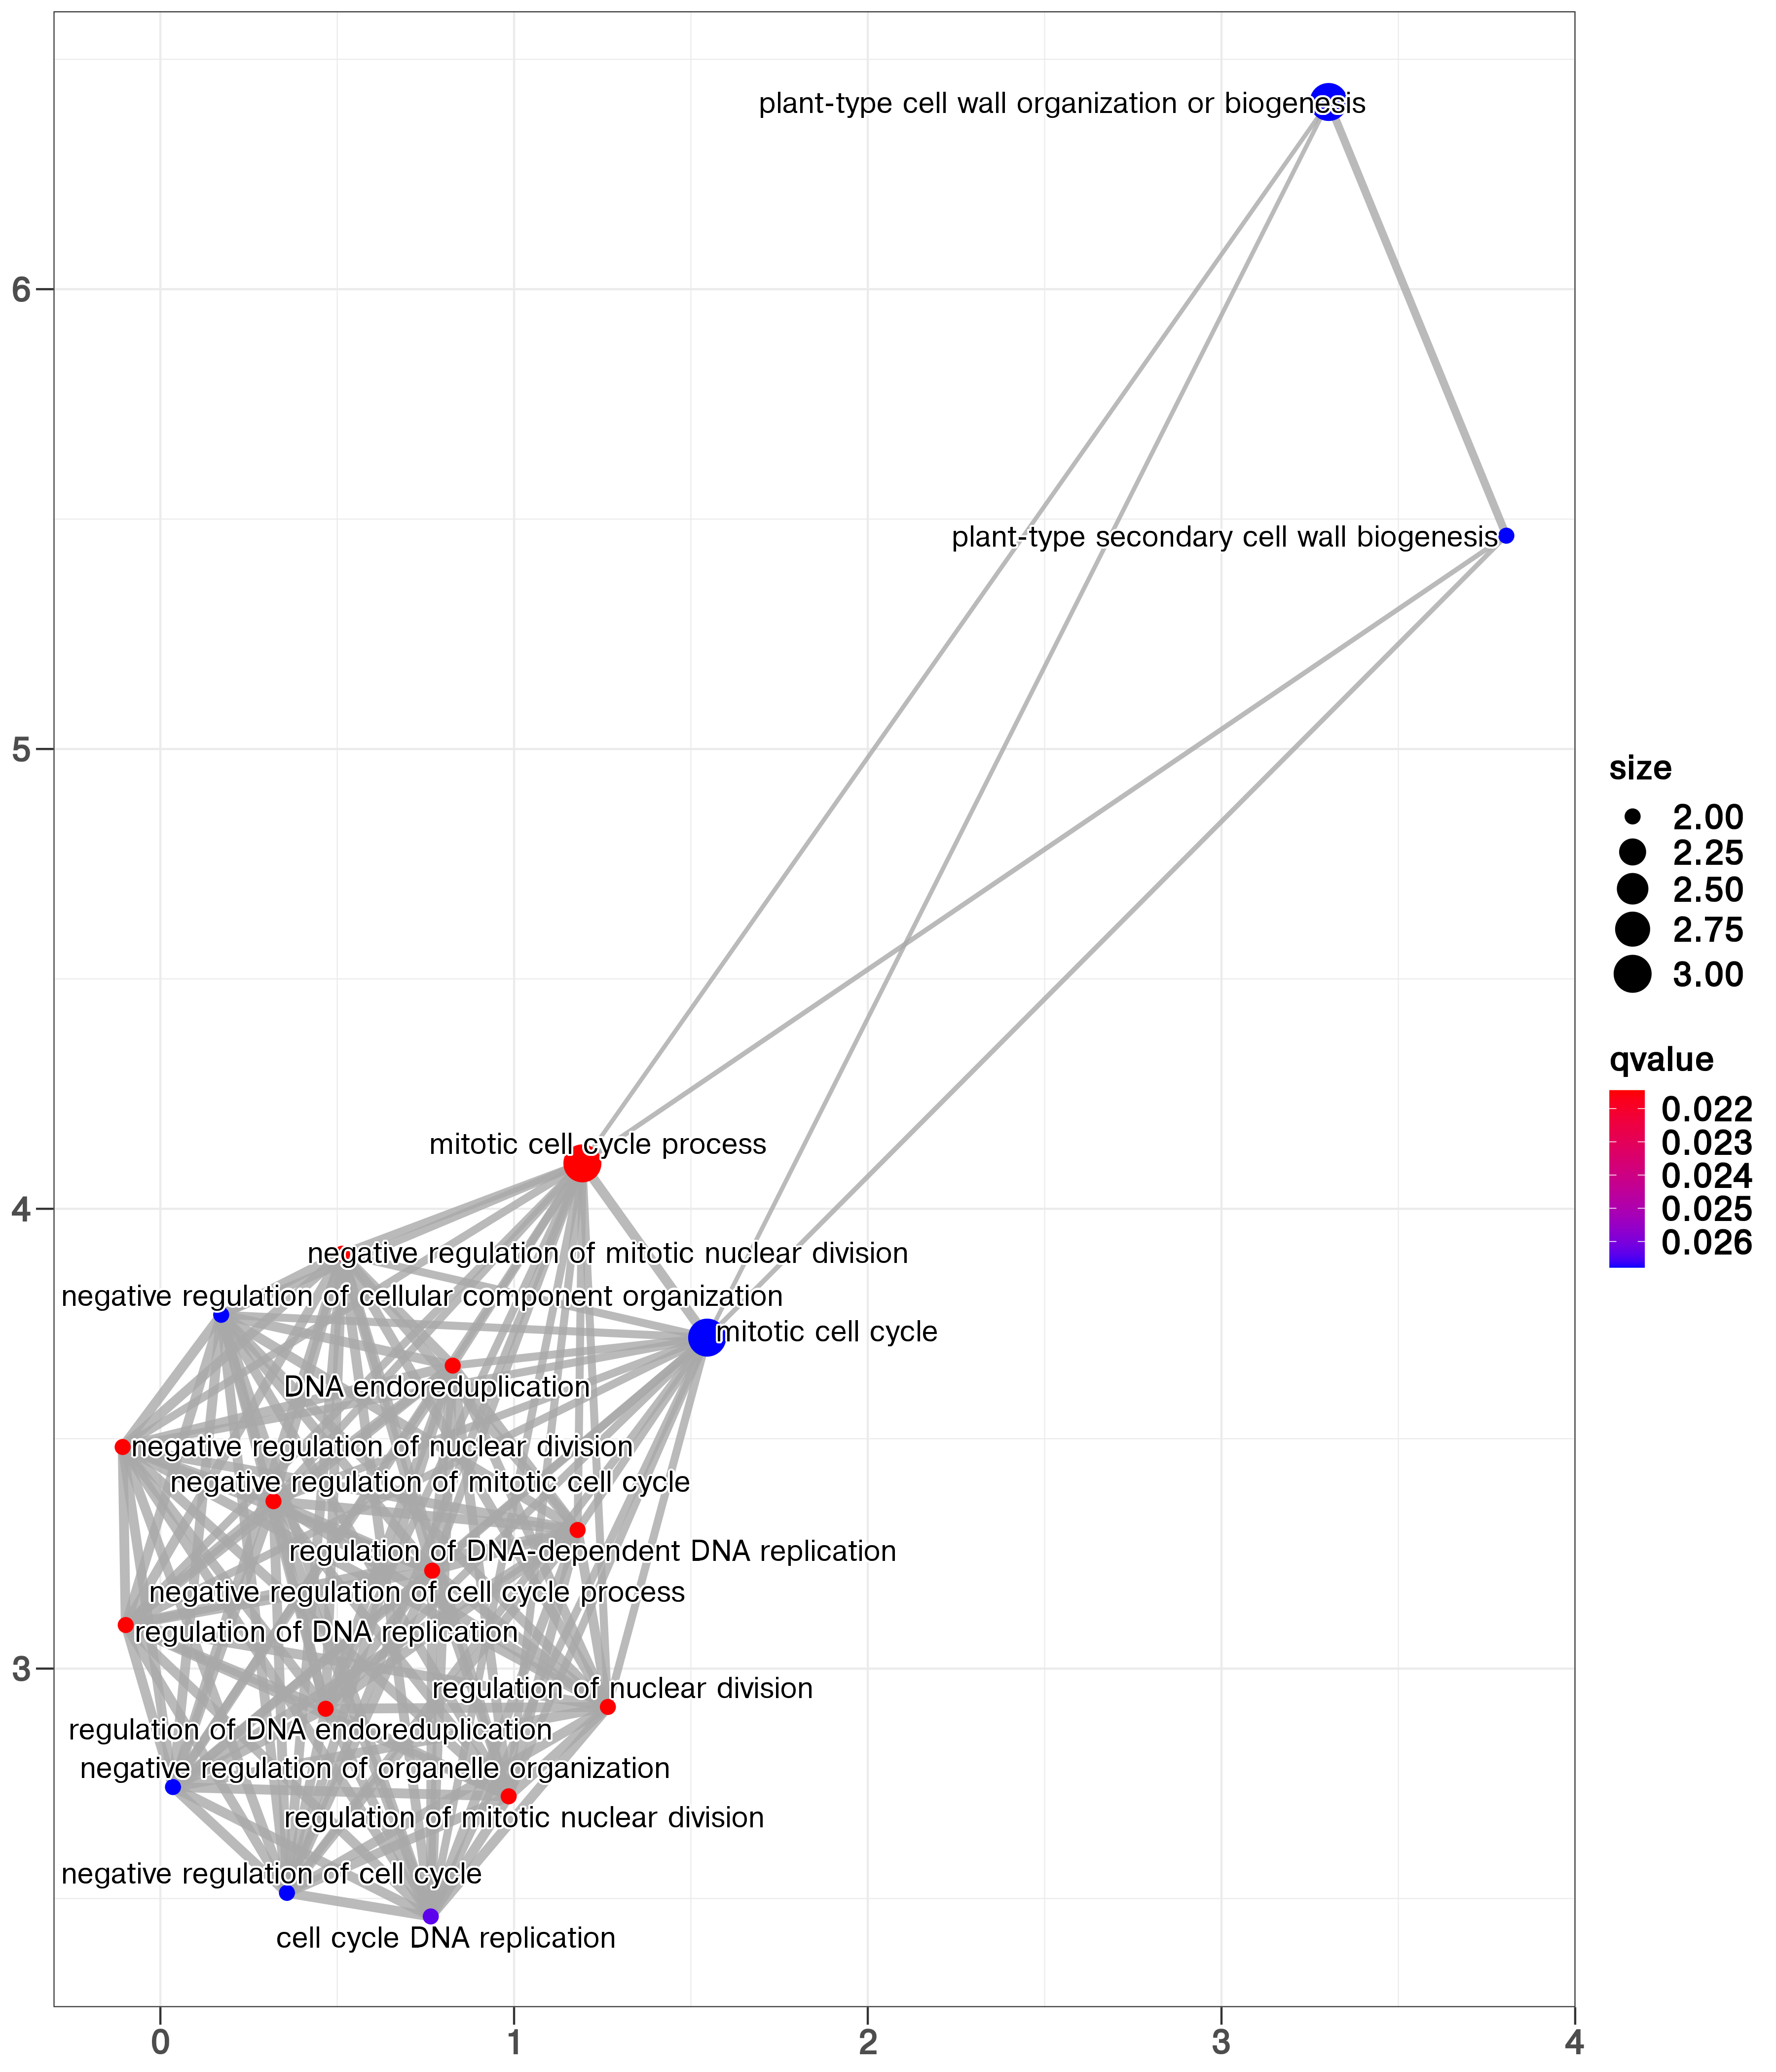 plant-type cell wall organization or biogenesis
6
plant-type secondary cell wall biogenesis
5
size
2.00
2.25
2.50
2.75
3.00
qvalue
0.022
0.023
0.024
0.025
0.026
mitotic cell cycle process
4
negative regulation of mitotic nuclear division
negative regulation of cellular component organization
mitotic cell cycle
DNA endoreduplication
negative regulation of nuclear division
negative regulation of mitotic cell cycle
regulation of DNA-dependent DNA replication
negative regulation of cell cycle process
regulation of DNA replication
3
regulation of nuclear division
regulation of DNA endoreduplication
negative regulation of organelle organization
regulation of mitotic nuclear division
negative regulation of cell cycle
cell cycle DNA replication
0 1 2 3 4